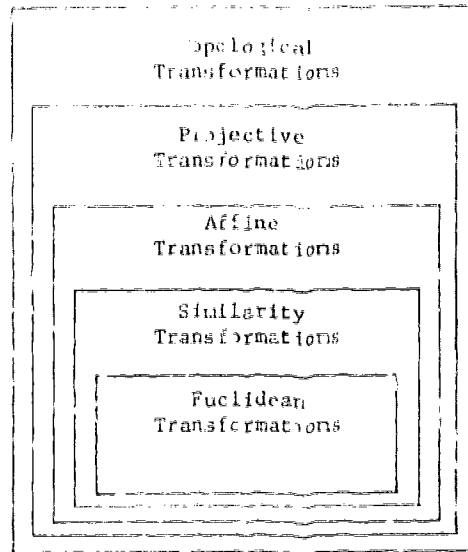 Topological
Transformations
Projective
Transformations
Affine
Transformations
Similarity
Transformations
Euclidean
Transformations